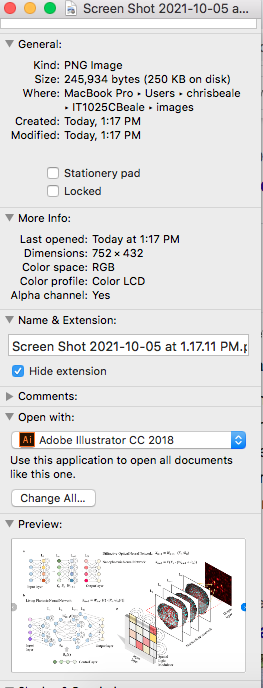 Screen Shot 2021-10-05 a...
General:
Kind: PNG Image
Size: 245,934 bytes (250 KB on disk)
Where: MacBook Pro ▸ Users ▸ chrisbeale
▸ IT1025CBeale ▸ images
Created: Today, 1:17 PM
Modified: Today, 1:17 PM
Stationery pad
Locked
More Info:
Last opened: Today at 1:17 PM
Dimensions: 752 × 432
Color space: RGB
Color profile: Color LCD
Alpha channel: Yes
Name & Extension:
Screen Shot 2021-10-05 at 1.17.11 PM.p
Hide extension
Comments:
Open with:
Ai Adobe Illustrator CC 2018
Use this application to open all documents
like this one.
Change All...
Preview: